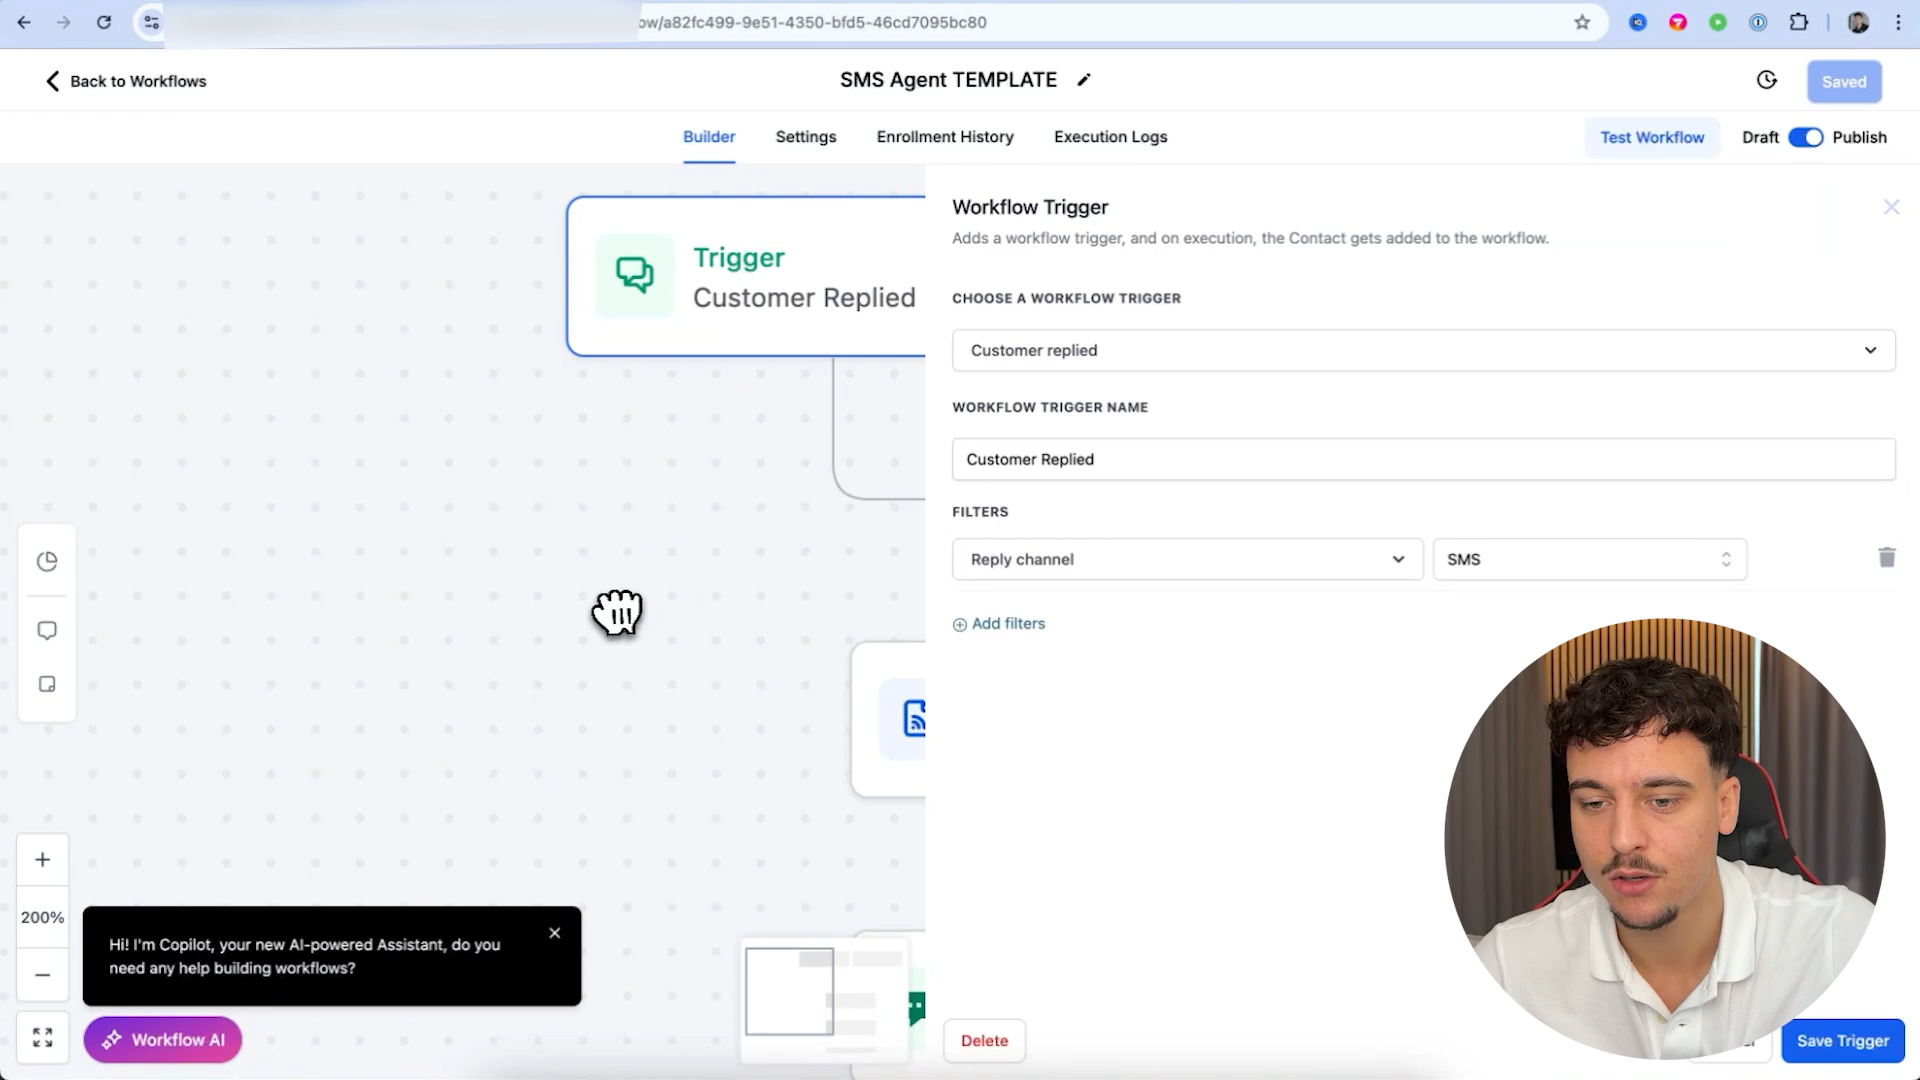 ow/a82fc499-9e51-4350-bfd5-46cd7095bc80
Back to Workflows
SMS Agent TEMPLATE
Saved
Builder
Settings
Enrollment History
Execution Logs
Test Workflow
Draft
Publish
Trigger
Customer Replied
Workflow Trigger
Adds a workflow trigger, and on execution, the Contact gets added to the workflow.
CHOOSE A WORKFLOW TRIGGER
Customer replied
WORKFLOW TRIGGER NAME
Customer Replied
FILTERS
Reply channel
SMS
Add filters
200%
Hi! I'm Copilot, your new AI-powered Assistant, do you
need any help building workflows?
Workflow AI
Delete
Save Trigger